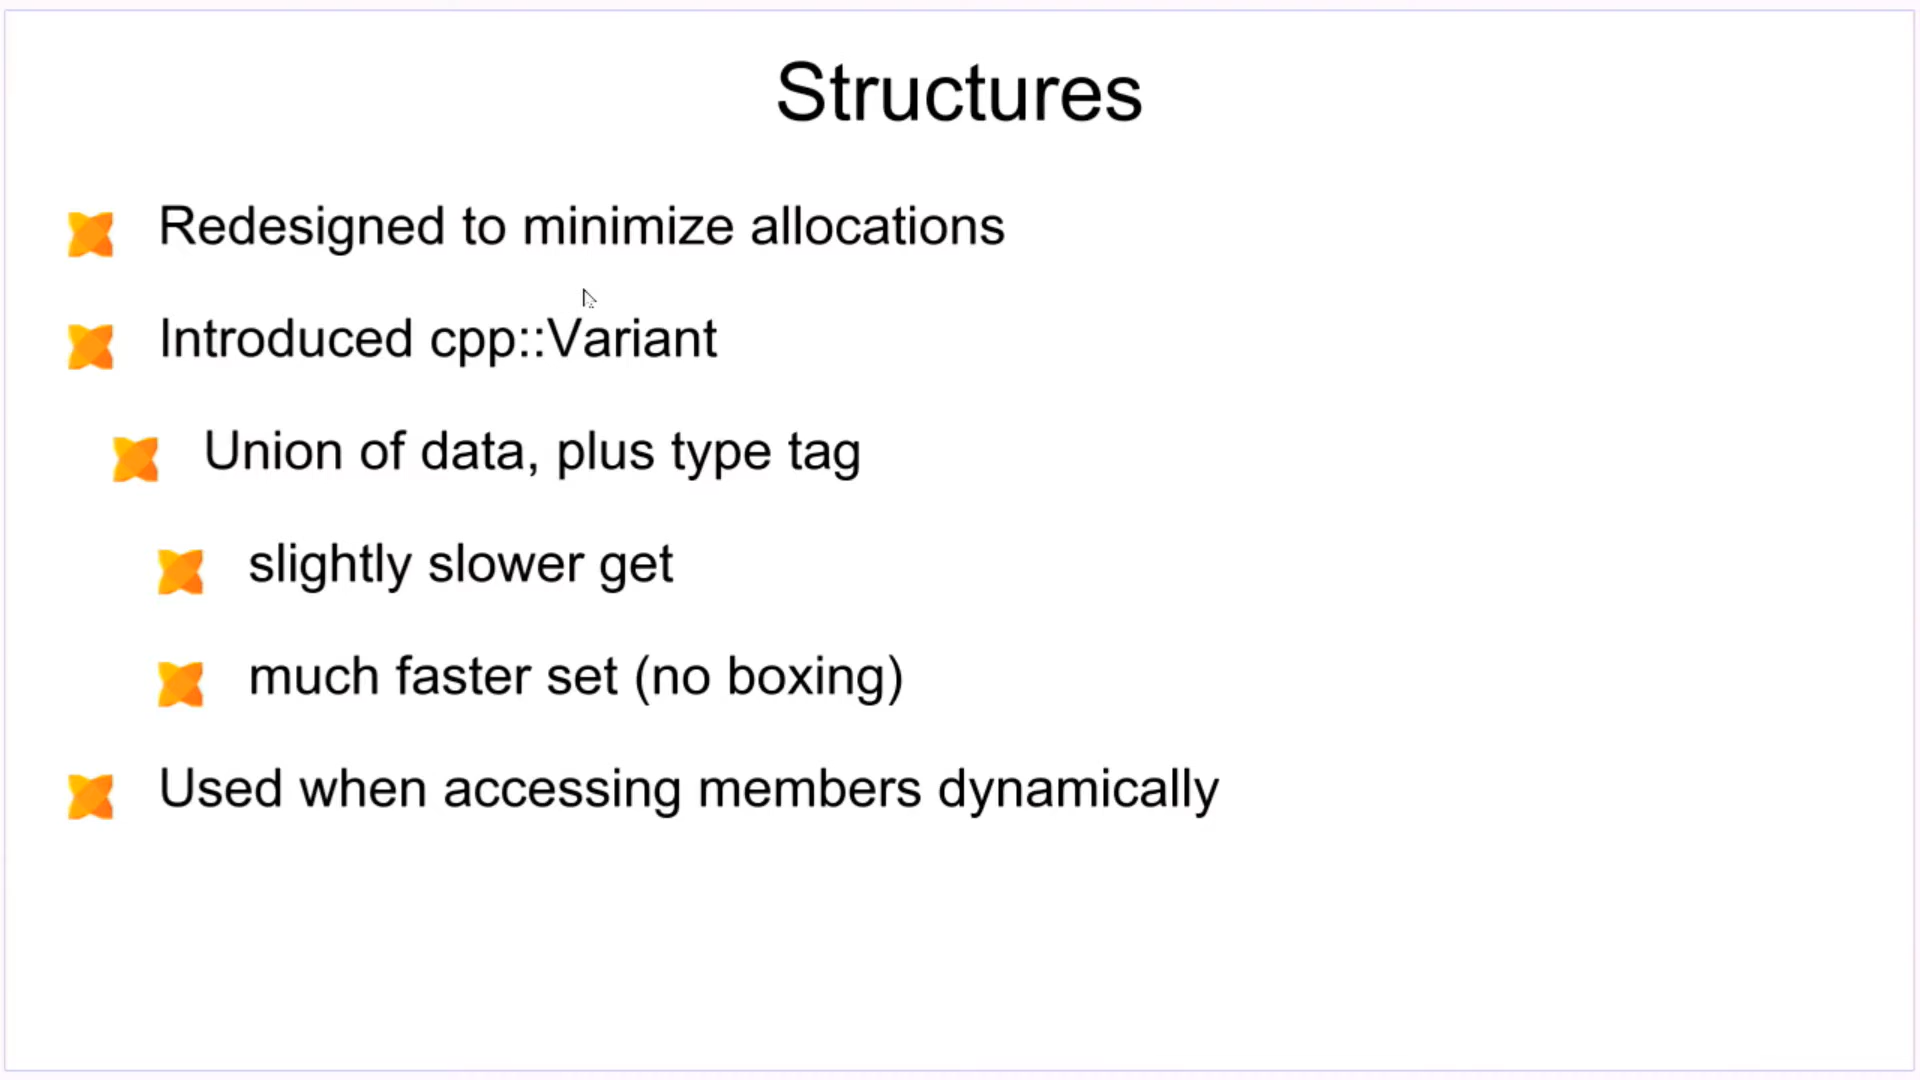 Structures
Redesigned to minimize allocations
Introduced cpp::Variant
Union of data, plus type tag
slightly slower get
much faster set (no boxing)
Used when accessing members dynamically